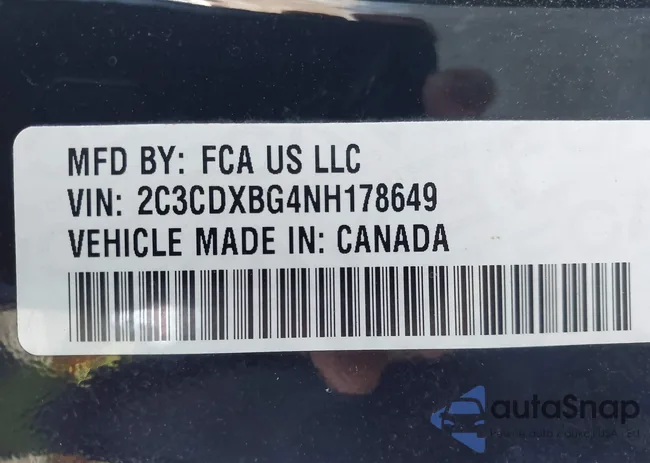 MFD BY: FCA US LLC
VIN: 2C3CDXBG4NH178649
VEHICLE MADE IN: CANADA
autoSnap